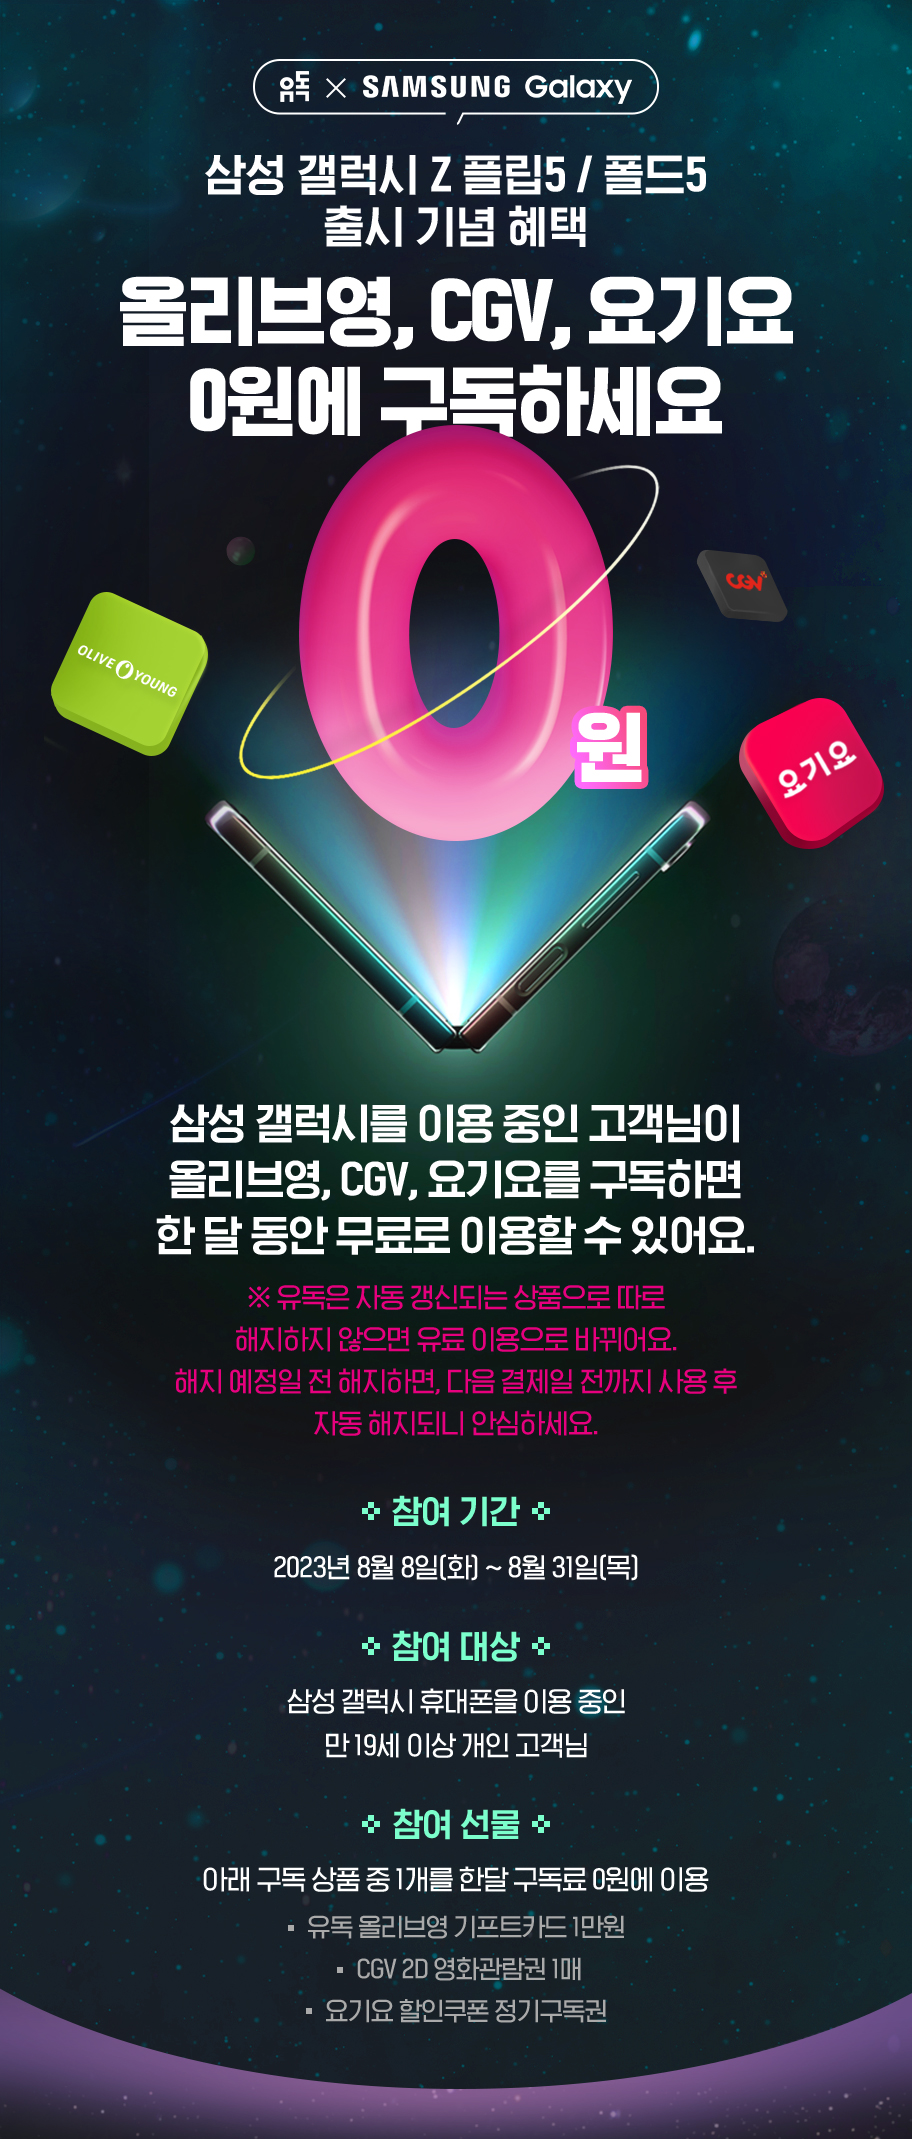 유독 × SAMSUNG Galaxy
삼성 갤럭시 Z 플립5 / 폴드5
출시 기념 혜택
올리브영, CGV, 요기요
0원에 구독하세요
0원
OLIVE YOUNG
CGV
요기요
삼성 갤럭시를 이용 중인 고객님이
올리브영, CGV, 요기요를 구독하면
한 달 동안 무료로 이용할 수 있어요.
※ 유독은 자동 갱신되는 상품으로 따로
해지하지 않으면 유료 이용으로 바뀌어요.
해지 예정일 전 해지하면, 다음 결제일 전까지 사용 후
자동 해지되니 안심하세요.
참여 기간
2023년 8월 8일(화) ~ 8월 31일(목)
참여 대상
삼성 갤럭시 휴대폰을 이용 중인
만 19세 이상 개인 고객님
참여 선물
아래 구독 상품 중 1개를 한달 구독료 0원에 이용
▪ 유독 올리브영 기프트카드 1만원
▪ CGV 2D 영화관람권 1매
▪ 요기요 할인쿠폰 정기구독권